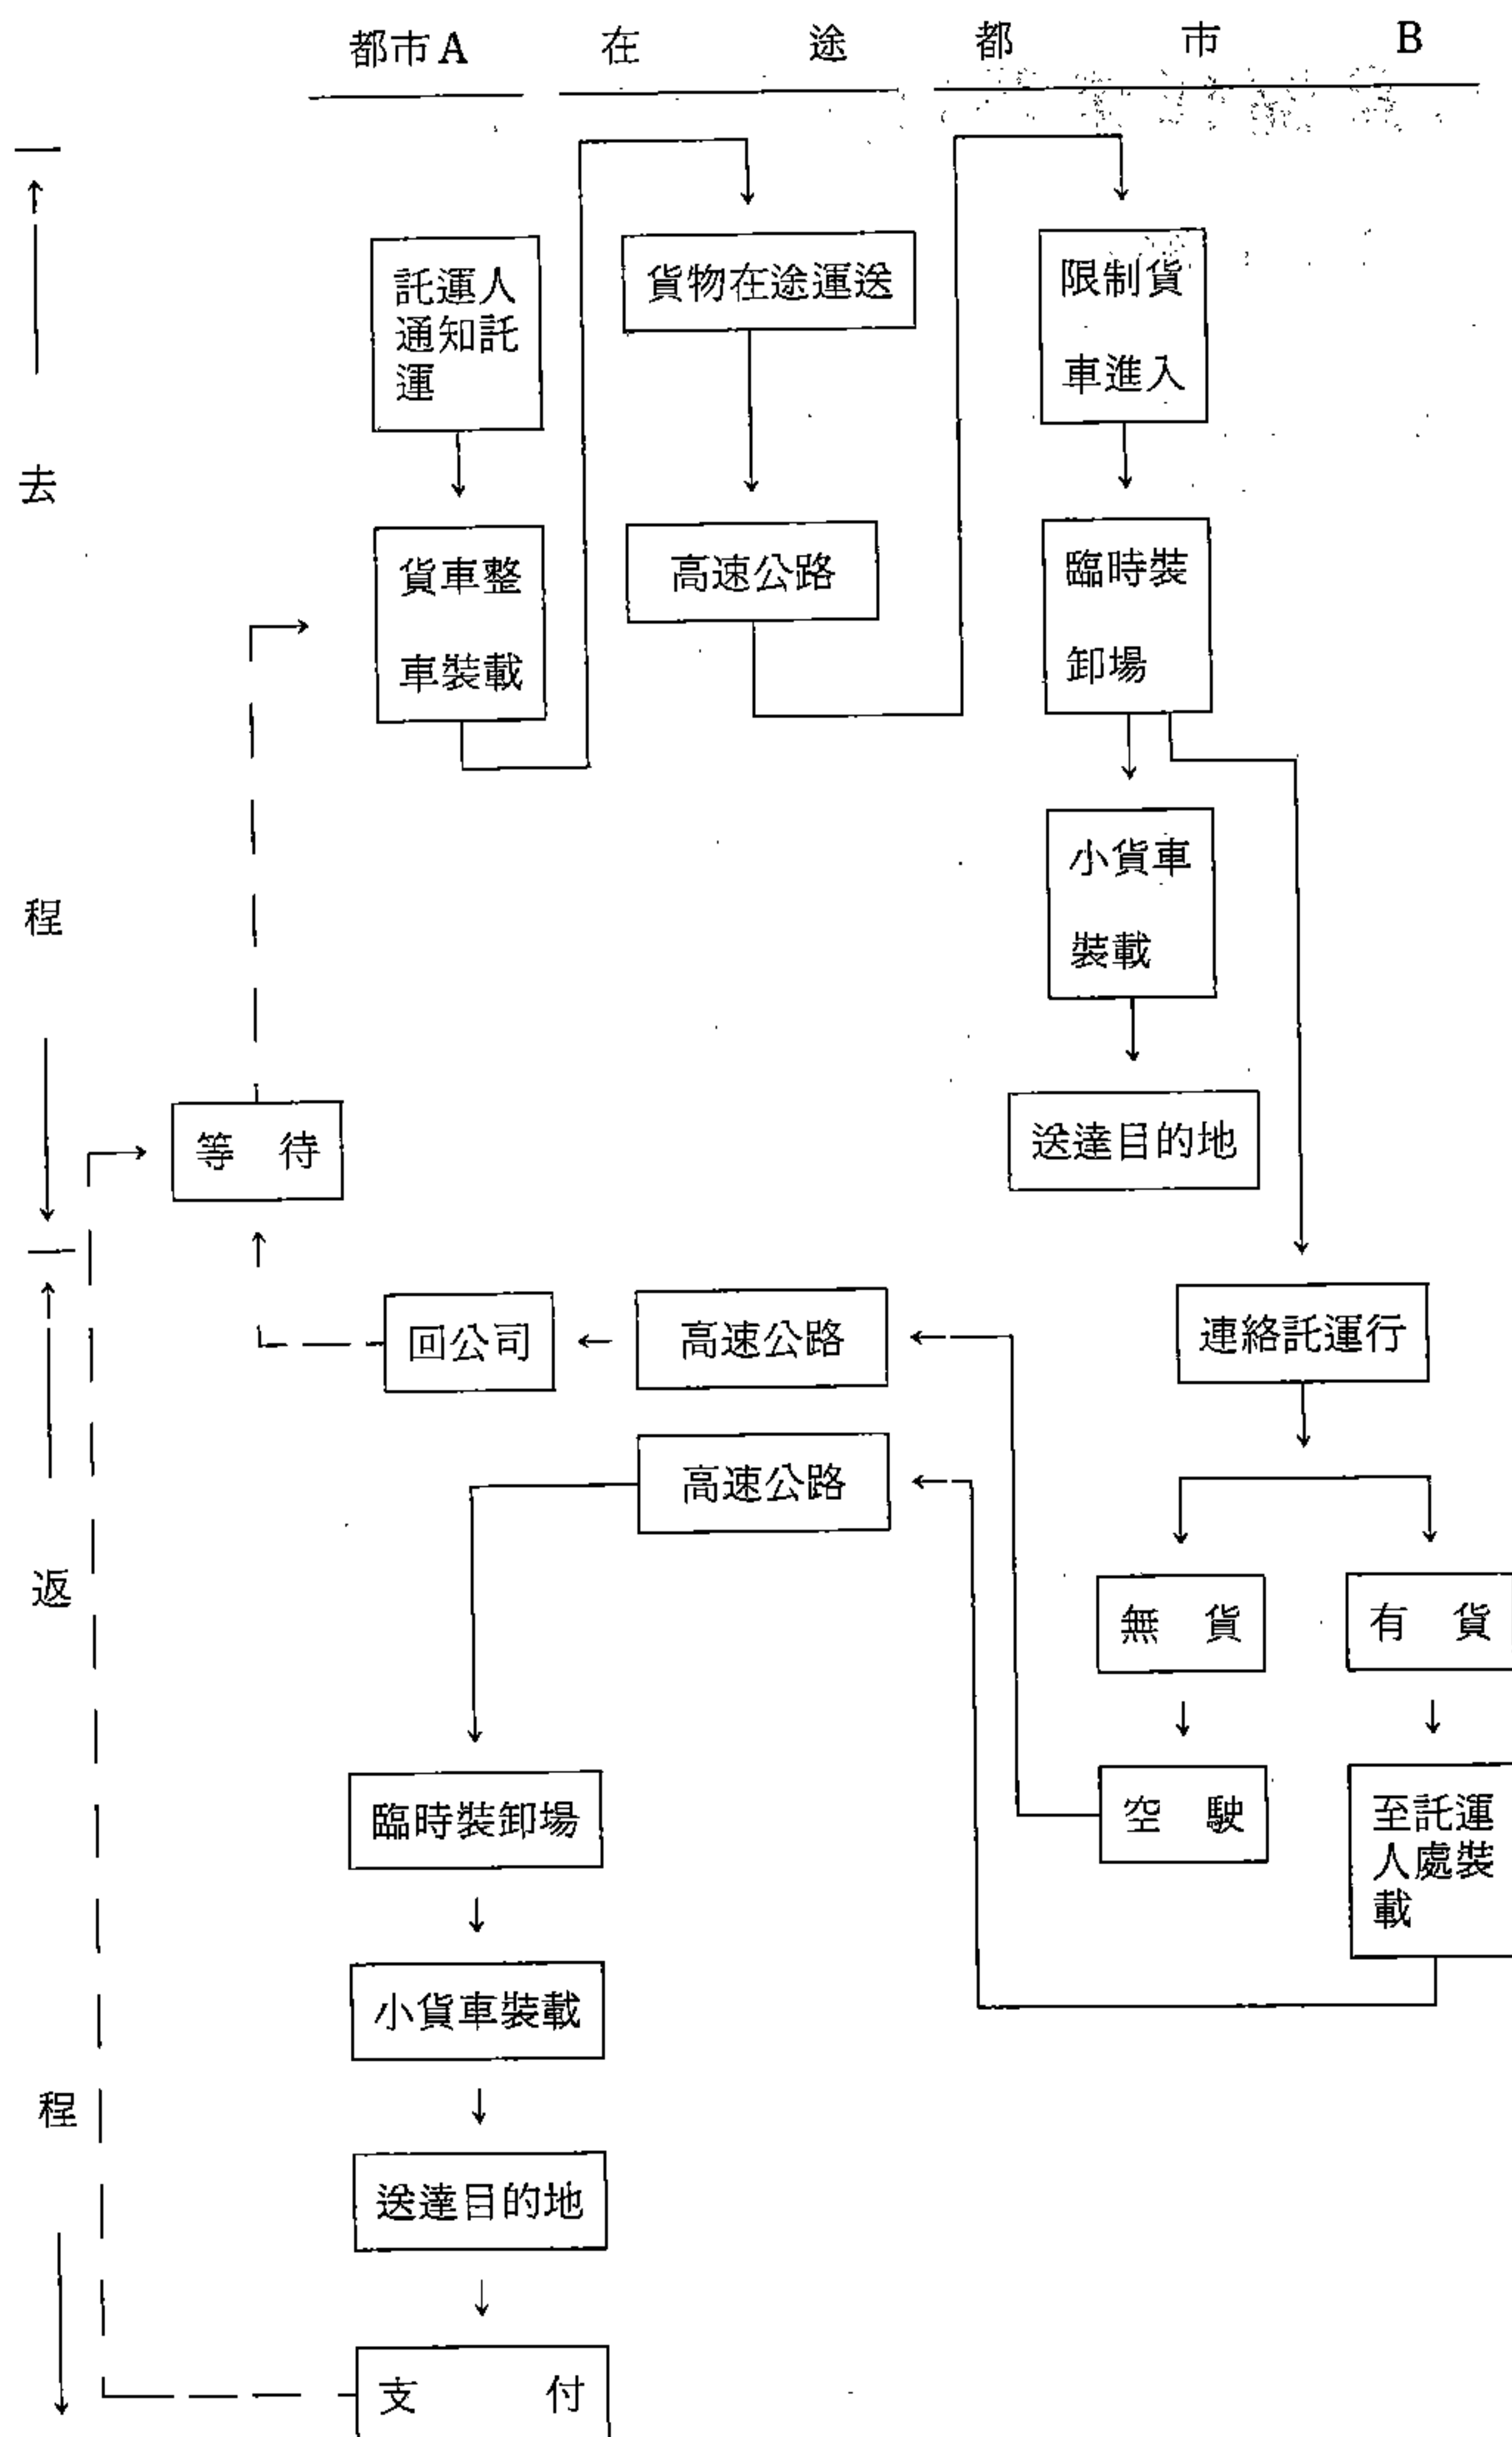 都市A
在途
都市B
去程
託運人
通知託
運
貨車整
車裝載
貨物在途運送
高速公路
限制貨
車進入
臨時裝
卸場
小貨車
裝載
送達目的地
等待
返程
回公司
高速公路
連絡託運行
高速公路
無貨
有貨
空駛
至託運
人處裝
載
臨時裝卸場
小貨車裝載
送達目的地
支付